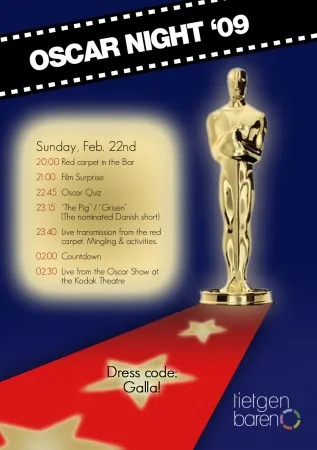 OSCAR NIGHT '09
Sunday, Feb. 22nd
20.00 Red carpet in the Bar
21.00 Film Surprise
22.45 Oscar Quiz
23.15 "The Pig" / "Grisen"
(The nominated Danish short)
23.40 Live transmission from the red
carpet. Mingling & activities.
02.00 Countdown
02.30 Live from the Oscar Show at
the Kodak Theatre
Dress code:
Galla!
tietgen
baren